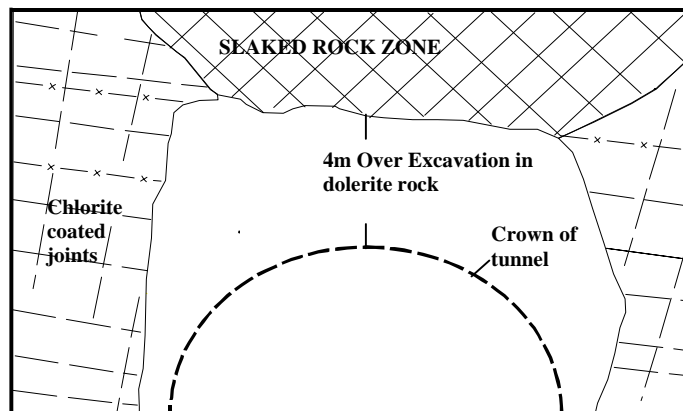 SLAKED ROCK ZONE
4m Over Excavation in
dolerite rock
Chlorite
coated
joints
Crown of
tunnel